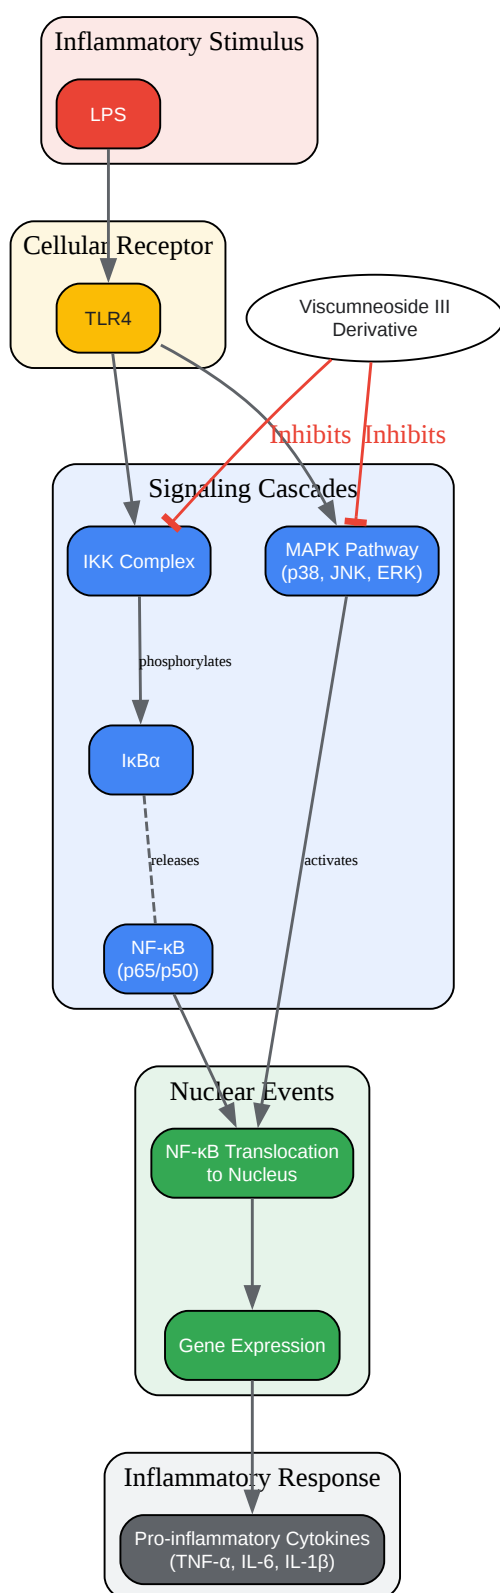 Inflammatory Stimulus
LPS
Cellular Receptor
TLR4
Viscumneoside III
Derivative
Inhibits
Inhibits
Signaling Cascades
IKK Complex
MAPK Pathway
(p38, JNK, ERK)
phosphorylates
IκBα
releases
activates
NF-κB
(p65/p50)
Nuclear Events
NF-κB Translocation
to Nucleus
Gene Expression
Inflammatory Response
Pro-inflammatory Cytokines
(TNF-α, IL-6, IL-1β)